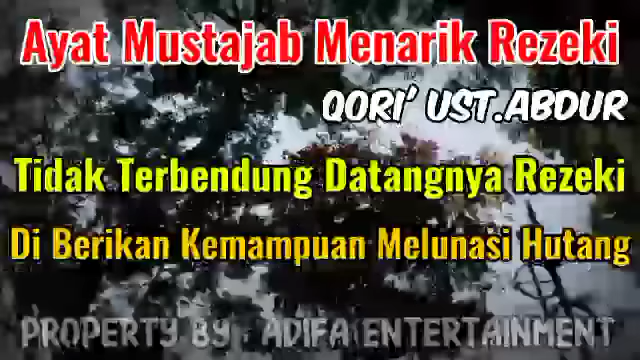 Ayat Mustajab Menarik Rezeki
QORI' UST.ABDUR
Tidak Terbendung Datangnya Rezeki
Di Berikan Kemampuan Melunasi Hutang
PROPERTY BY ADIFA ENTERTAINMENT